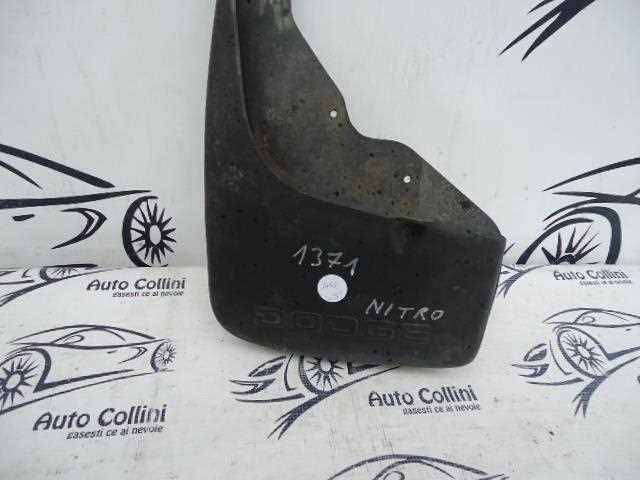 Auto Collini
gasesti ce ai nevoie
1371
NITRO
DODGE
Auto Collini
gasesti ce ai nevoie
Auto Collini
gasesti ce ai nevoie
Auto Collini
gasesti ce ai nevoie